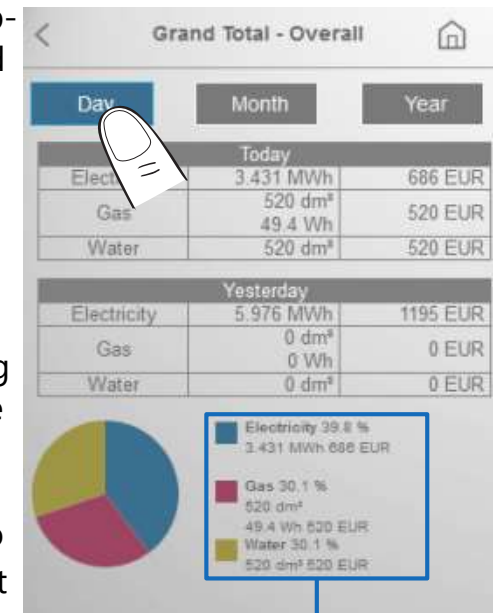 Grand Total - Overall
Day Month Year
Today
3.431 MWh 686 EUR
Gas 520 dm³ 49.4 Wh 520 EUR
Water 520 dm³ 520 EUR
Yesterday
Electricity 5.976 MWh 1195 EUR
Gas 0 dm³ 0 Wh 0 EUR
Water 0 dm³ 0 EUR
Electricity 39.8 %
3.431 MWh 686 EUR
Gas 30.1 %
520 dm³
49.4 Wh 520 EUR
Water 30.1 %
520 dm³ 520 EUR